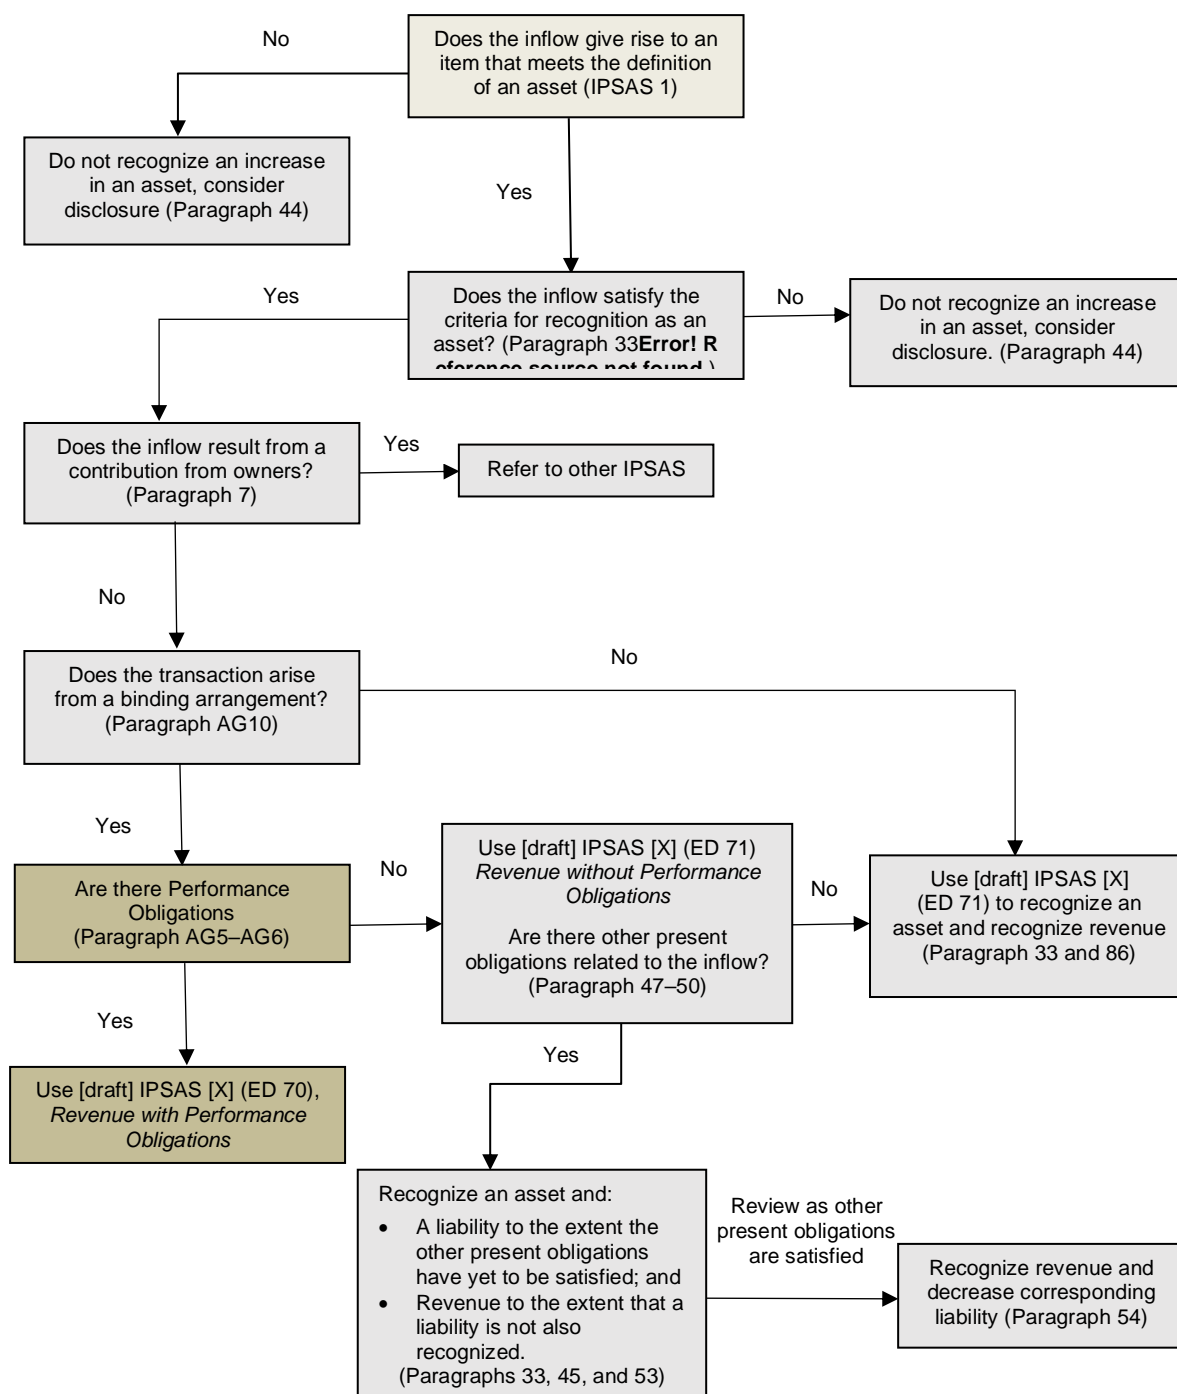 No
Does the inflow give rise to an
item that meets the definition
of an asset (IPSAS 1)
Do not recognize an increase
in an asset, consider
disclosure (Paragraph 44)
Yes
Yes
Does the inflow satisfy the
criteria for recognition as an
asset? (Paragraph 33Error! R
eference source not found.)
No
Do not recognize an increase
in an asset, consider
disclosure. (Paragraph 44)
Does the inflow result from a
contribution from owners?
(Paragraph 7)
Yes
Refer to other IPSAS
No
Does the transaction arise
from a binding arrangement?
(Paragraph AG10)
No
Yes
Are there Performance
Obligations
(Paragraph AG5–AG6)
No
Use [draft] IPSAS [X] (ED 71)
Revenue without Performance
Obligations
Are there other present
obligations related to the inflow?
(Paragraph 47–50)
No
Use [draft] IPSAS [X]
(ED 71) to recognize an
asset and recognize revenue
(Paragraph 33 and 86)
Yes
Yes
Use [draft] IPSAS [X] (ED 70),
Revenue with Performance
Obligations
Recognize an asset and:
• A liability to the extent the
other present obligations
have yet to be satisfied; and
• Revenue to the extent that a
liability is not also
recognized.
(Paragraphs 33, 45, and 53)
Review as other
present obligations
are satisfied
Recognize revenue and
decrease corresponding
liability (Paragraph 54)